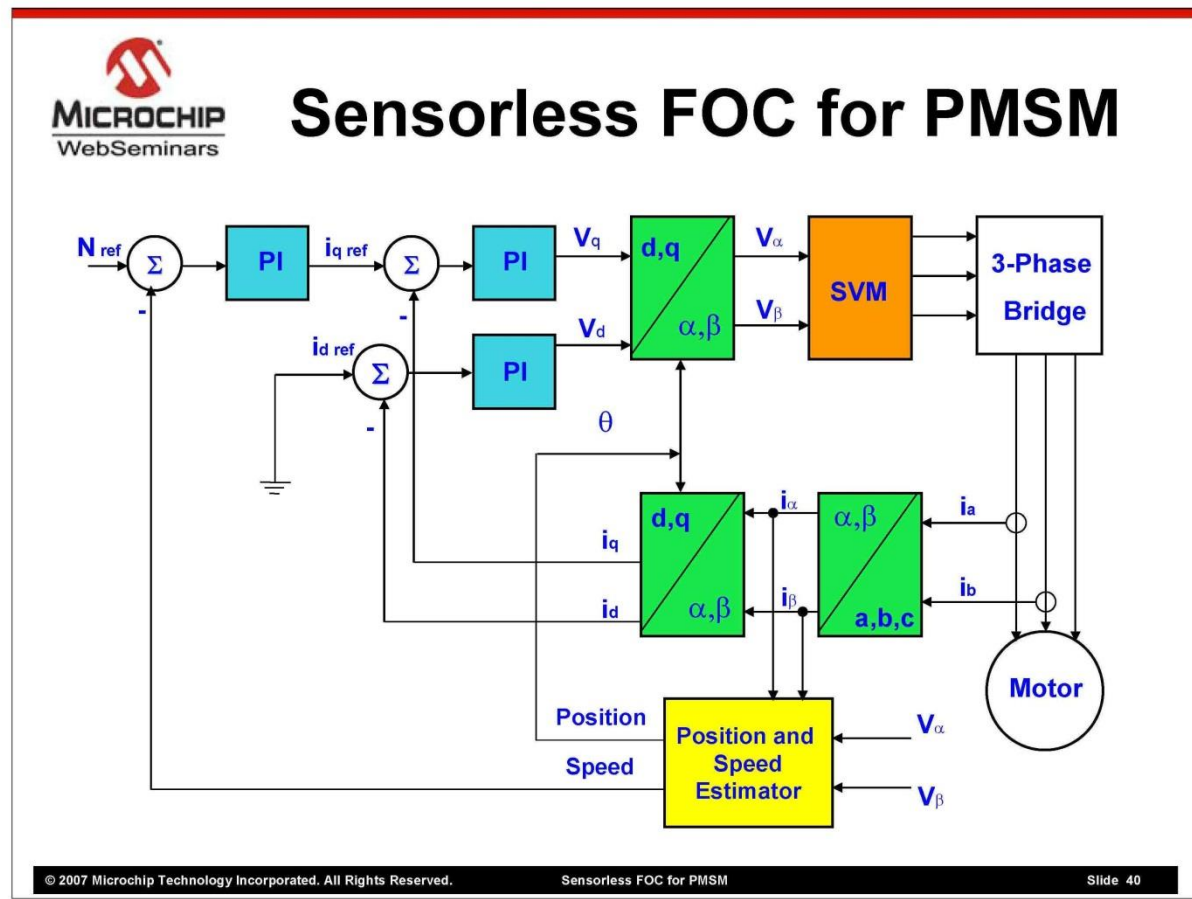 MICROCHIP
WebSeminars
Sensorless FOC for PMSM
N ref
Σ
PI
i q ref
Σ
PI
Vq
d,q
α,β
Vα
Vβ
SVM
3-Phase
Bridge
-
-
i d ref
Σ
PI
Vd
-
θ
d,q
α,β
iq
id
iα
iβ
α,β
a,b,c
ia
ib
Motor
Position
Speed
Position and
Speed
Estimator
Vα
Vβ
© 2007 Microchip Technology Incorporated. All Rights Reserved. Sensorless FOC for PMSM Slide 40